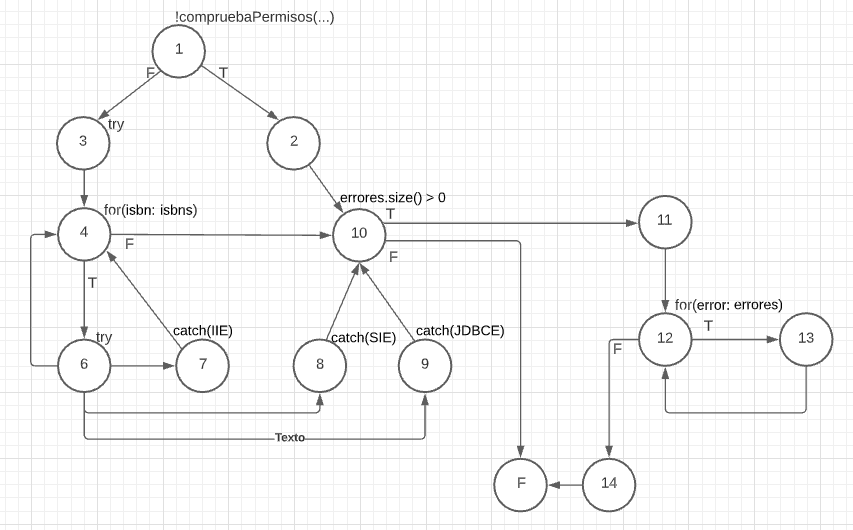 !compruebaPermisos(...)
1
F
T
3
try
2
errores.size() > 0
T
for(isbn: isbns)
4
F
10
F
11
T
for(error: errores)
12
T
13
F
try
6
catch(IIE)
7
catch(SIE)
8
catch(JDBCE)
9
Texto
F
14